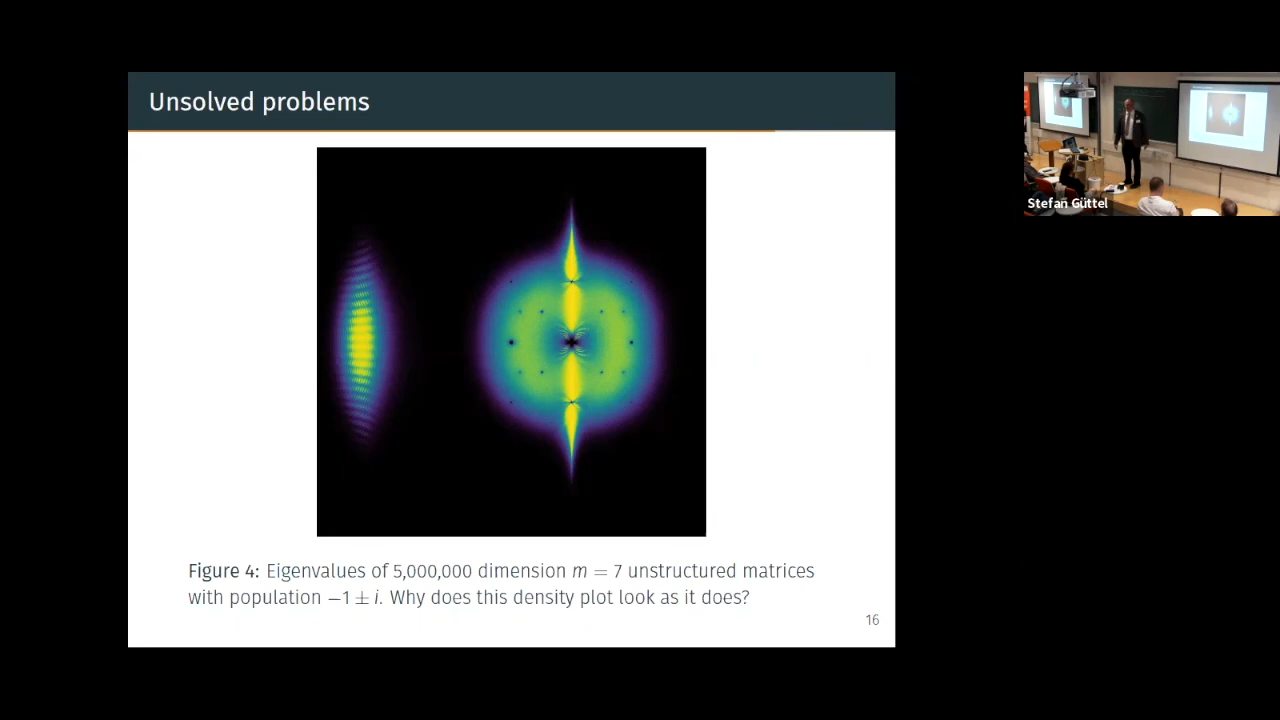 Unsolved problems
Stefan Güttel
Figure 4: Eigenvalues of 5,000,000 dimension m = 7 unstructured matrices
with population −1 ± i. Why does this density plot look as it does?
16